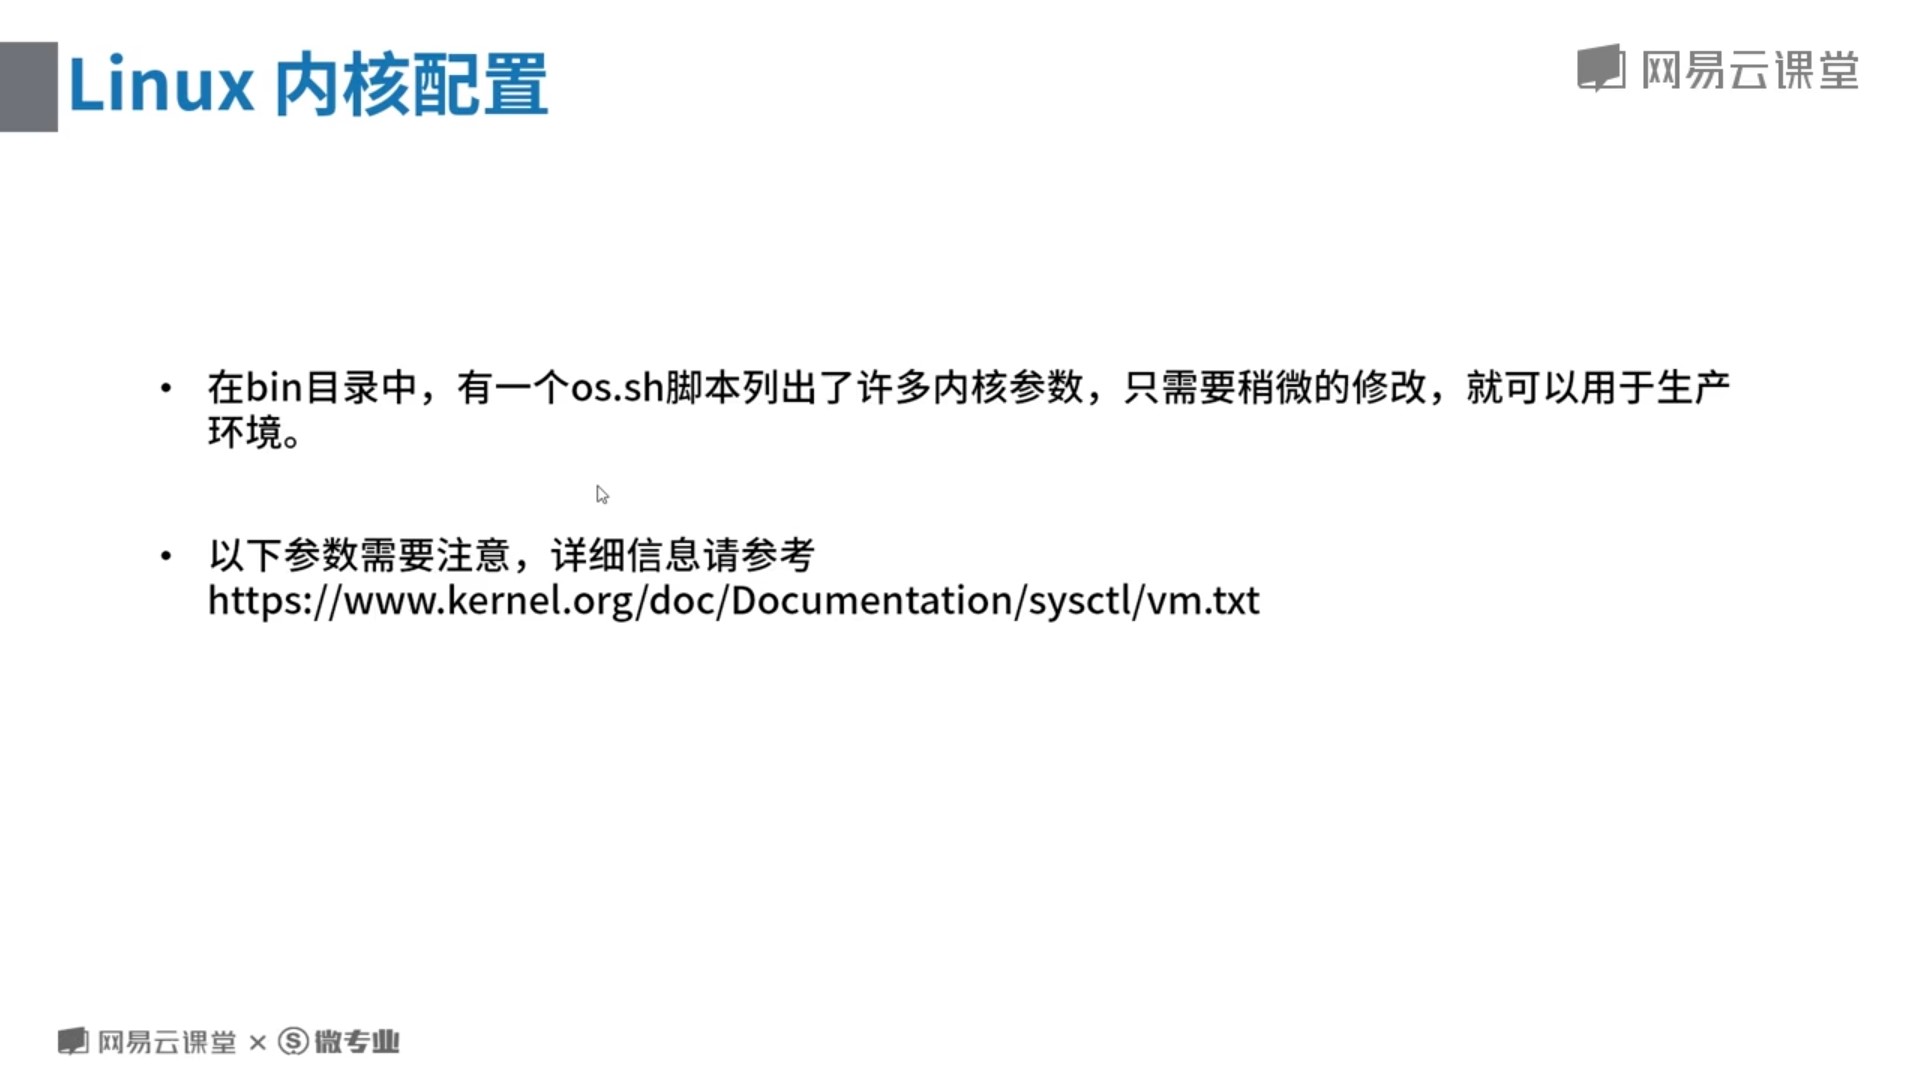 Linux 内核配置
网易云课堂
• 在bin目录中，有一个os.sh脚本列出了许多内核参数，只需要稍微的修改，就可以用于生产
环境。
• 以下参数需要注意，详细信息请参考
https://www.kernel.org/doc/Documentation/sysctl/vm.txt
网易云课堂 × S 微专业